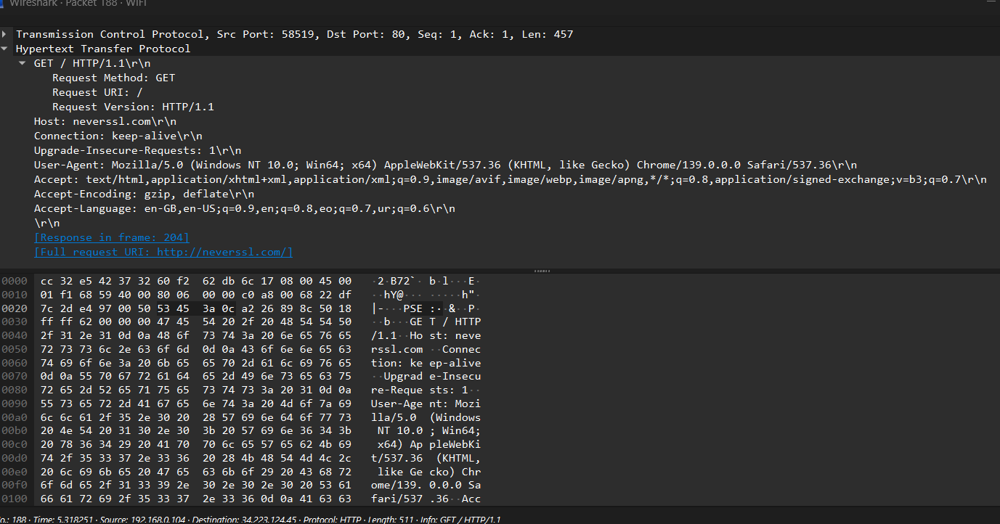 Wireshark · Packet 188 · WiFi
Transmission Control Protocol, Src Port: 58519, Dst Port: 80, Seq: 1, Ack: 1, Len: 457
Hypertext Transfer Protocol
GET / HTTP/1.1\r\n
Request Method: GET
Request URI: /
Request Version: HTTP/1.1
Host: neverssl.com\r\n
Connection: keep-alive\r\n
Upgrade-Insecure-Requests: 1\r\n
User-Agent: Mozilla/5.0 (Windows NT 10.0; Win64; x64) AppleWebKit/537.36 (KHTML, like Gecko) Chrome/139.0.0.0 Safari/537.36\r\n
Accept: text/html,application/xhtml+xml,application/xml;q=0.9,image/avif,image/webp,image/apng,*/*;q=0.8,application/signed-exchange;v=b3;q=0.7\r\n
Accept-Encoding: gzip, deflate\r\n
Accept-Language: en-GB,en-US;q=0.9,en;q=0.8,eo;q=0.7,ur;q=0.6\r\n
\r\n
[Response in frame: 204]
[Full request URI: http://neverssl.com/]
0000 cc 32 e5 42 37 32 60 f2 62 db 6c 17 08 00 45 00 ·2·B72`· b·l···E·
0010 01 f1 68 59 40 00 80 06 00 00 c0 a8 00 68 22 df ··hY@··· ·····h"·
0020 7c 2d e4 97 00 50 53 45 3a 0c a2 26 89 8c 50 18 |-···PSE :··&··P·
0030 ff ff 62 00 00 00 47 45 54 20 2f 20 48 54 54 50 ··b···GE T / HTTP
0040 2f 31 2e 31 0d 0a 48 6f 73 74 3a 20 6e 65 76 65 /1.1··Ho st: neve
0050 72 73 73 6c 2e 63 6f 6d 0d 0a 43 6f 6e 6e 65 63 rssl.com ··Connec
0060 74 69 6f 6e 3a 20 6b 65 65 70 2d 61 6c 69 76 65 tion: ke ep-alive
0070 0d 0a 55 70 67 72 61 64 65 2d 49 6e 73 65 63 75 ··Upgrad e-Insecu
0080 72 65 2d 52 65 71 75 65 73 74 73 3a 20 31 0d 0a re-Reque sts: 1··
0090 55 73 65 72 2d 41 67 65 6e 74 3a 20 4d 6f 7a 69 User-Age nt: Mozi
00a0 6c 6c 61 2f 35 2e 30 20 28 57 69 6e 64 6f 77 73 lla/5.0 (Windows
00b0 20 4e 54 20 31 30 2e 30 3b 20 57 69 6e 36 34 3b NT 10.0 ; Win64;
00c0 20 78 36 34 29 20 41 70 70 6c 65 57 65 62 4b 69 x64) Ap pleWebKi
00d0 74 2f 35 33 37 2e 33 36 20 28 4b 48 54 4d 4c 2c t/537.36 (KHTML,
00e0 20 6c 69 6b 65 20 47 65 63 6b 6f 29 20 43 68 72 like Ge cko) Chr
00f0 6f 6d 65 2f 31 33 39 2e 30 2e 30 2e 30 20 53 61 ome/139. 0.0.0 Sa
0100 66 61 72 69 2f 35 33 37 2e 33 36 0d 0a 41 63 63 fari/537 .36··Acc
o.: 188 · Time: 5.318251 · Source: 192.168.0.104 · Destination: 34.223.124.45 · Protocol: HTTP · Length: 511 · Info: GET / HTTP/1.1